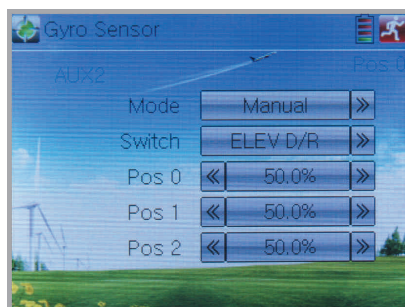 Gyro Sensor
AUX2 Pos 0
Mode Manual
Switch ELEV D/R
Pos 0 50.0%
Pos 1 50.0%
Pos 2 50.0%